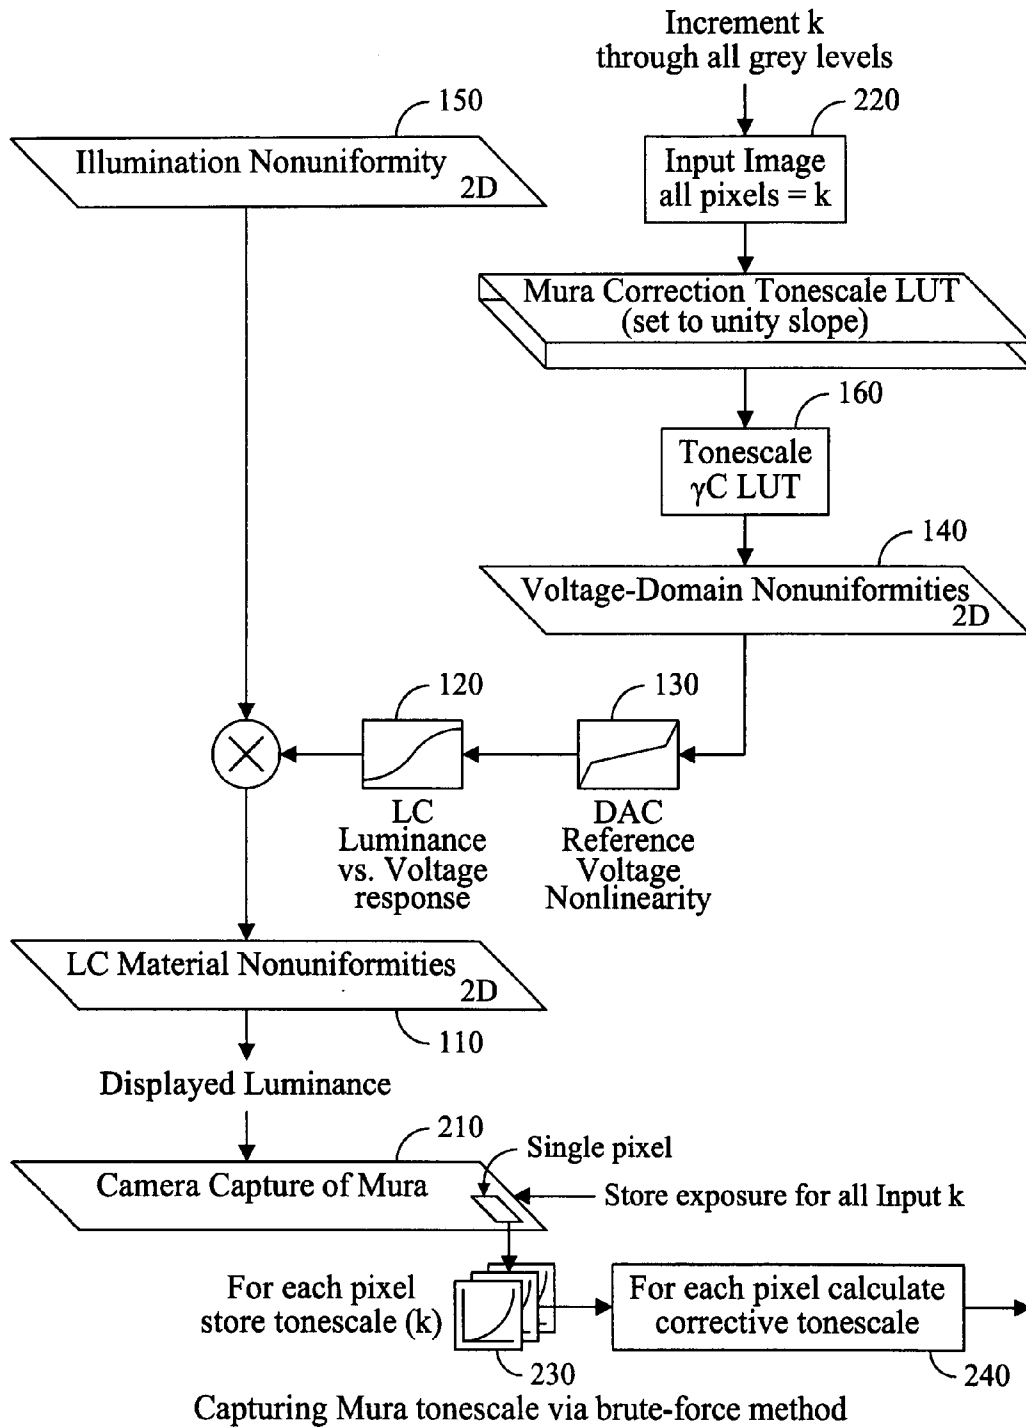 Increment k
through all grey levels
150
220
Illumination Nonuniformity
2D
Input Image
all pixels = k
Mura Correction Tonescale LUT
(set to unity slope)
160
Tonescale
γC LUT
140
Voltage-Domain Nonuniformities
2D
120
130
LC
Luminance
vs. Voltage
response
DAC
Reference
Voltage
Nonlinearity
LC Material Nonuniformities
2D
110
Displayed Luminance
210
Single pixel
Camera Capture of Mura
Store exposure for all Input k
For each pixel
store tonescale (k)
For each pixel calculate
corrective tonescale
230
240
Capturing Mura tonescale via brute-force method